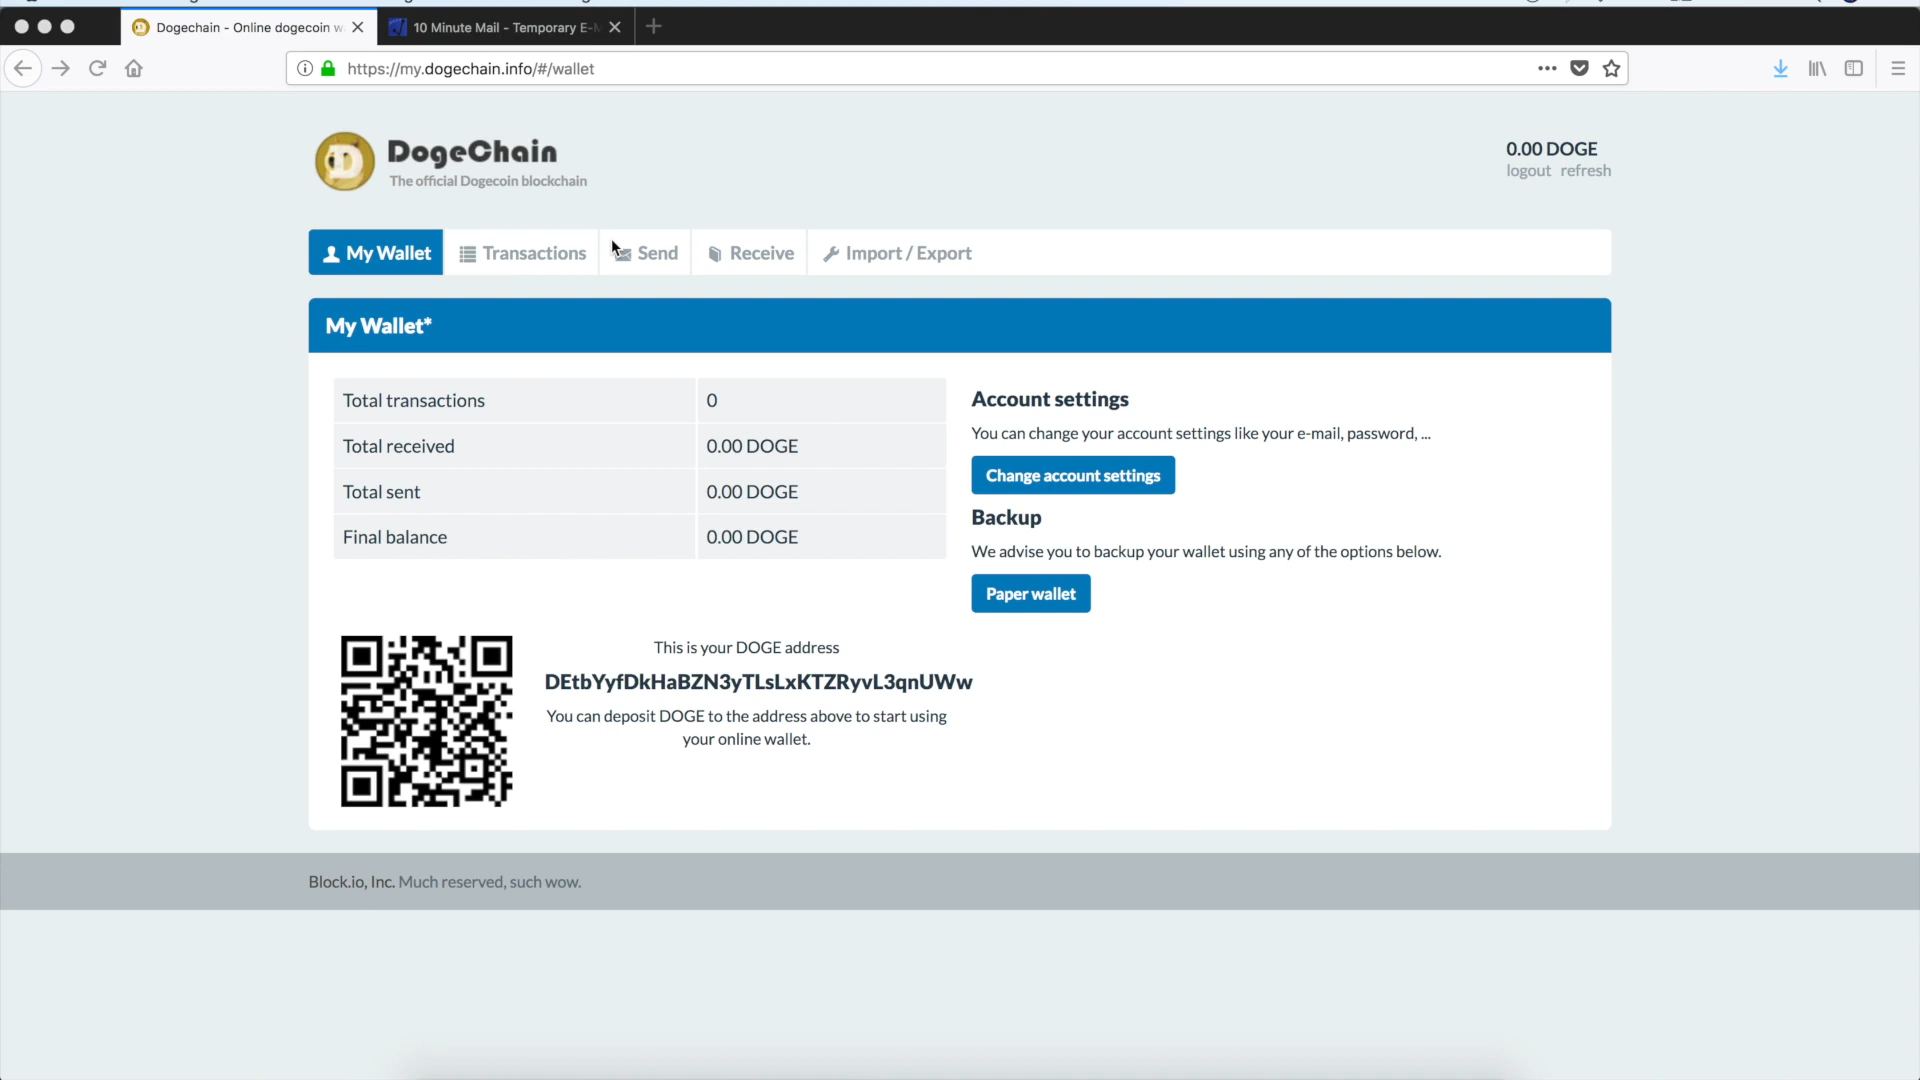 Dogechain - Online dogecoin w
10 Minute Mail - Temporary E-M
https://my.dogechain.info/#/wallet
DogeChain
The official Dogecoin blockchain
0.00 DOGE
logout refresh
My Wallet
Transactions
Send
Receive
Import / Export
My Wallet*
Total transactions 0
Total received 0.00 DOGE
Total sent 0.00 DOGE
Final balance 0.00 DOGE
Account settings
You can change your account settings like your e-mail, password, ...
Change account settings
Backup
We advise you to backup your wallet using any of the options below.
Paper wallet
This is your DOGE address
DEtbYyfDkHaBZN3yTLsLxKTZRyvL3qnUWw
You can deposit DOGE to the address above to start using
your online wallet.
Block.io, Inc. Much reserved, such wow.